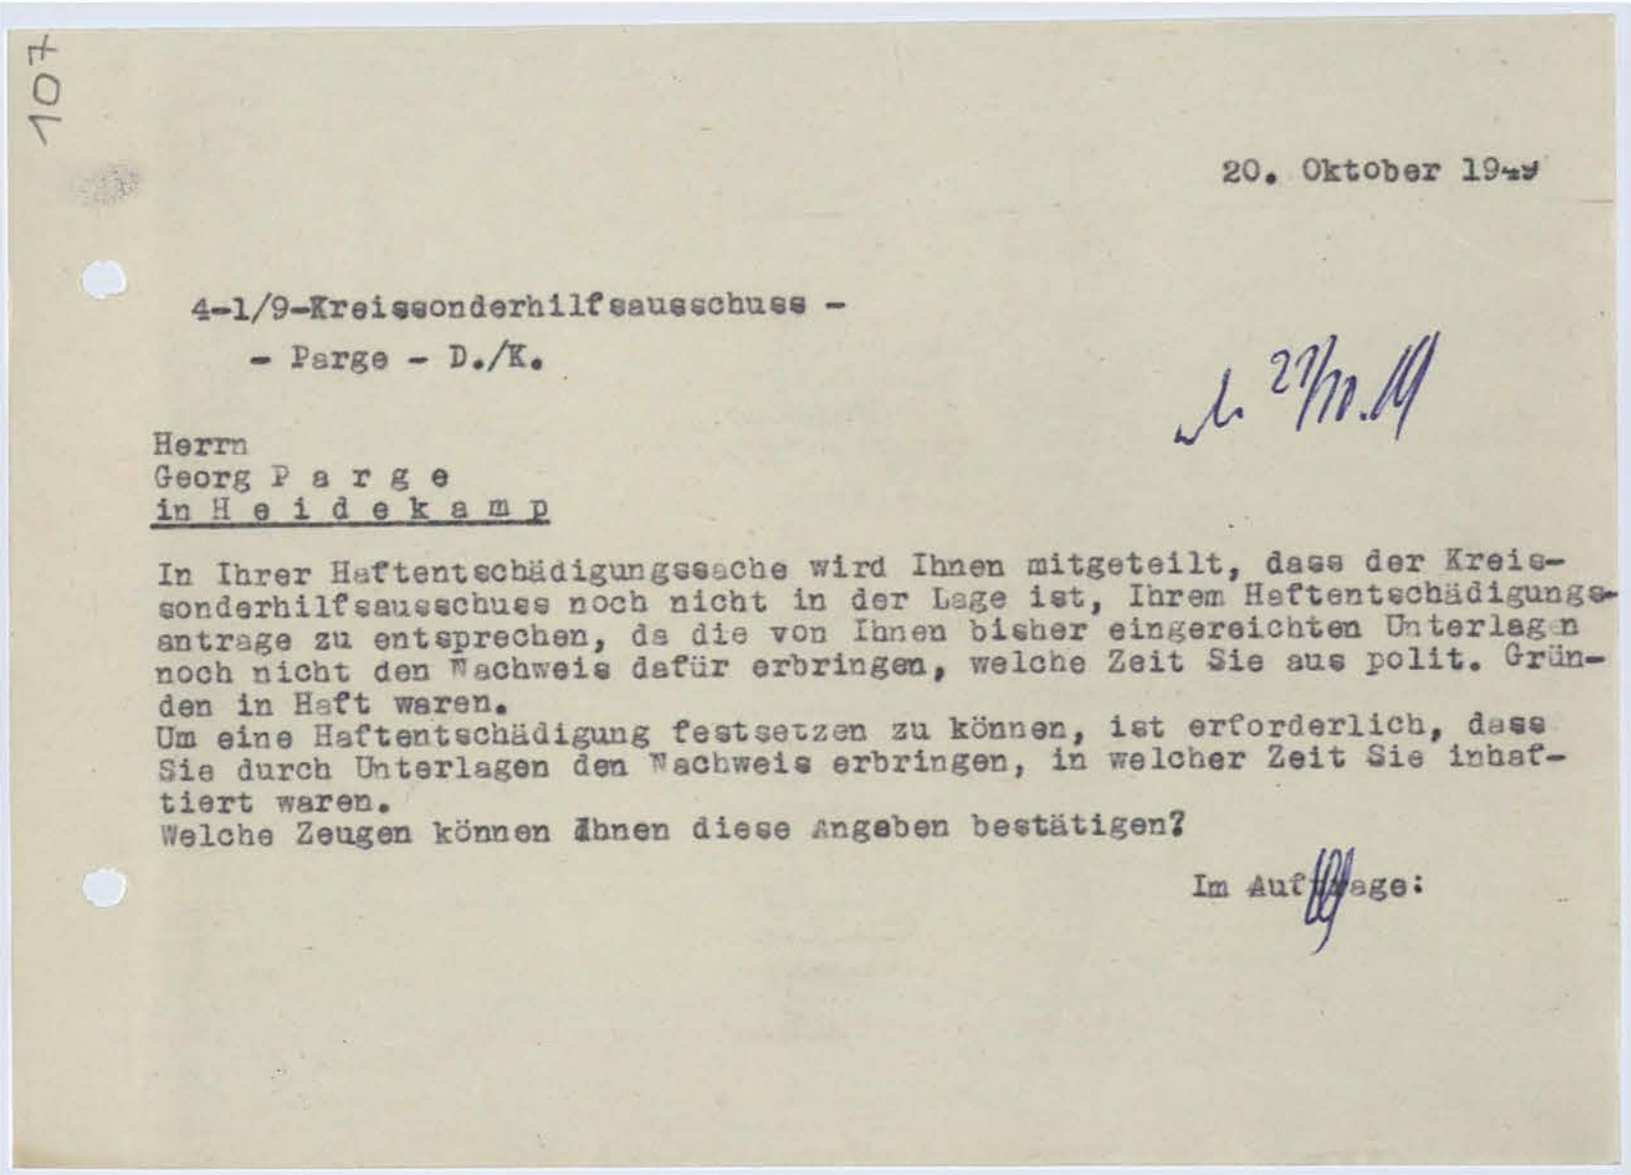 107
20. Oktober 1949
4-1/9-Kreissonderhilfsausschuss -
- Parge - D./K.
Herrn
Georg P a r g e
in H e i d e k a m p
In Ihrer Haftentschädigungssache wird Ihnen mitgeteilt, dass der Kreis-
sonderhilfsausschuss noch nicht in der Lage ist, Ihrem Haftentschädigungs-
antrage zu entsprechen, da die von Ihnen bisher eingereichten Unterlag n
noch nicht den Nachweis dafür erbringen, welche Zeit Sie aus polit. Grün-
den in Haft waren.
Um eine Haftentschädigung festsetzen zu können, ist erforderlich, dass
Sie durch Unterlagen den Nachweis erbringen, in welcher Zeit Sie inhaf-
tiert waren.
Welche Zeugen können Ihnen diese Angaben bestätigen?
Im Auftrage: